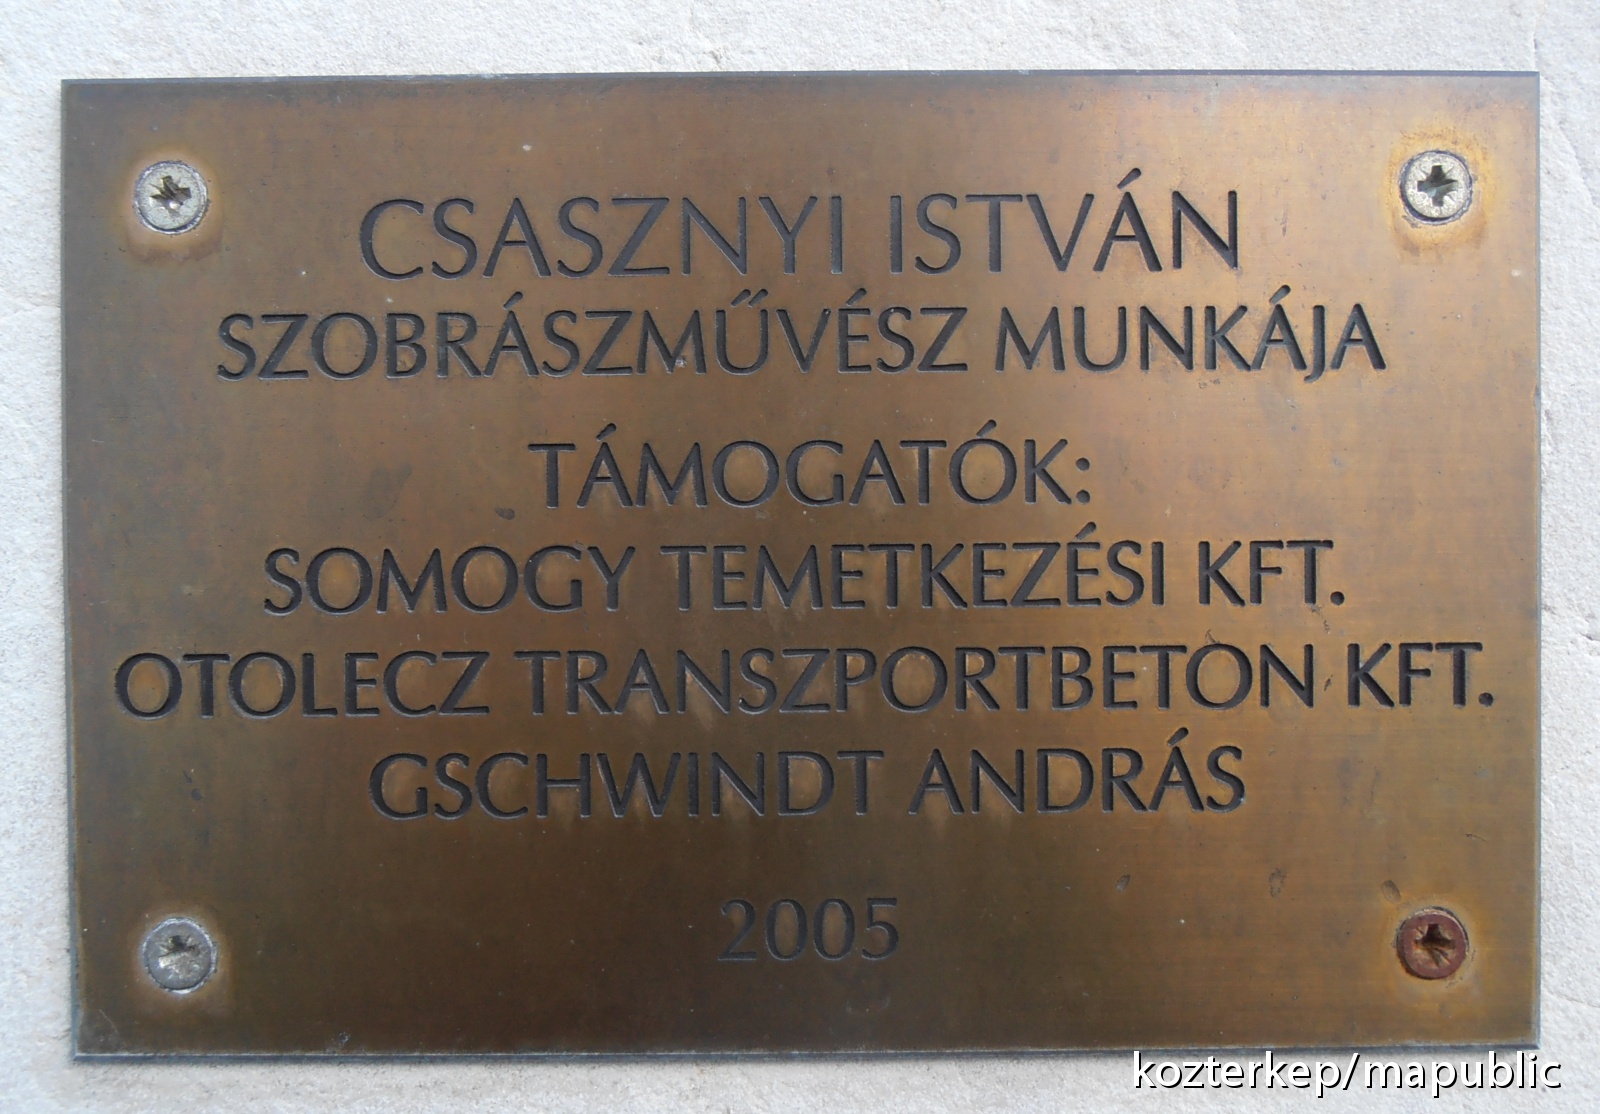 CSASZNYI ISTVÁN
SZOBRÁSZMŰVÉSZ MUNKÁJA
TÁMOGATÓK:
SOMOGY TEMETKEZÉSI KFT.
OTOLECZ TRANSZPORTBETON KFT.
GSCHWINDT ANDRÁS
2005
kozterkep/mapublic